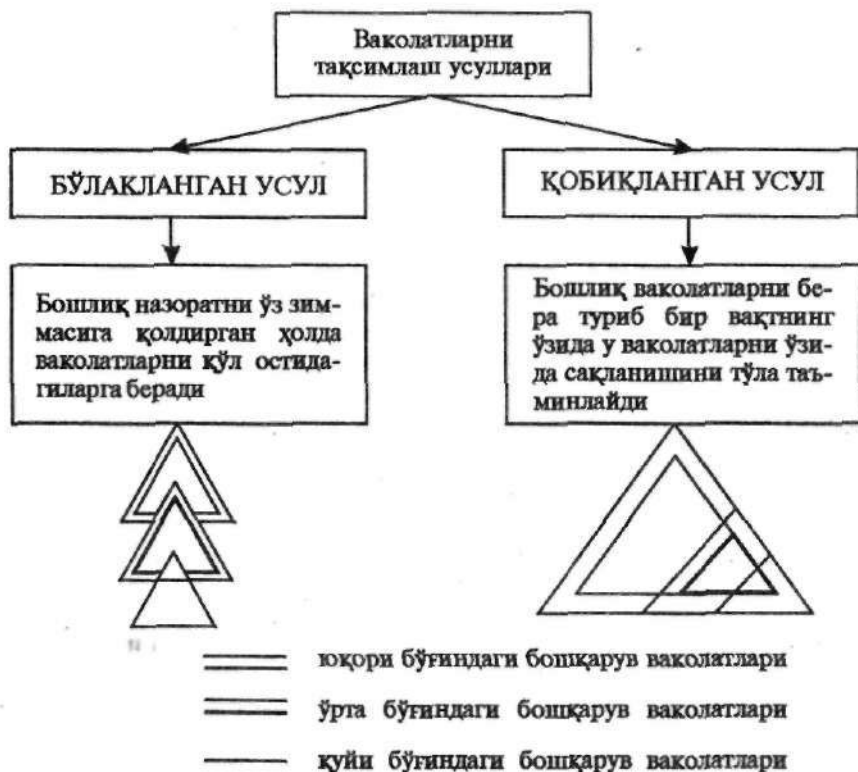 Ваколатларни
тақсимлаш усуллари
БЎЛАКЛАНГАН УСУЛ
ҚОБИҚЛАНГАН УСУЛ
Бошлиқ назоратни ўз зим-
масига қолдирган ҳолда
ваколатларни қўл остида-
гиларга беради
Бошлиқ ваколатларни бе-
ра туриб бир вақтнинг
ўзида у ваколатларни ўзи-
да сақланишини тўла таъ-
минлайди
юқори бўғиндаги бошқарув ваколатлари
ўрта бўғиндаги бошқарув ваколатлари
қуйи бўғиндаги бошқарув ваколатлари